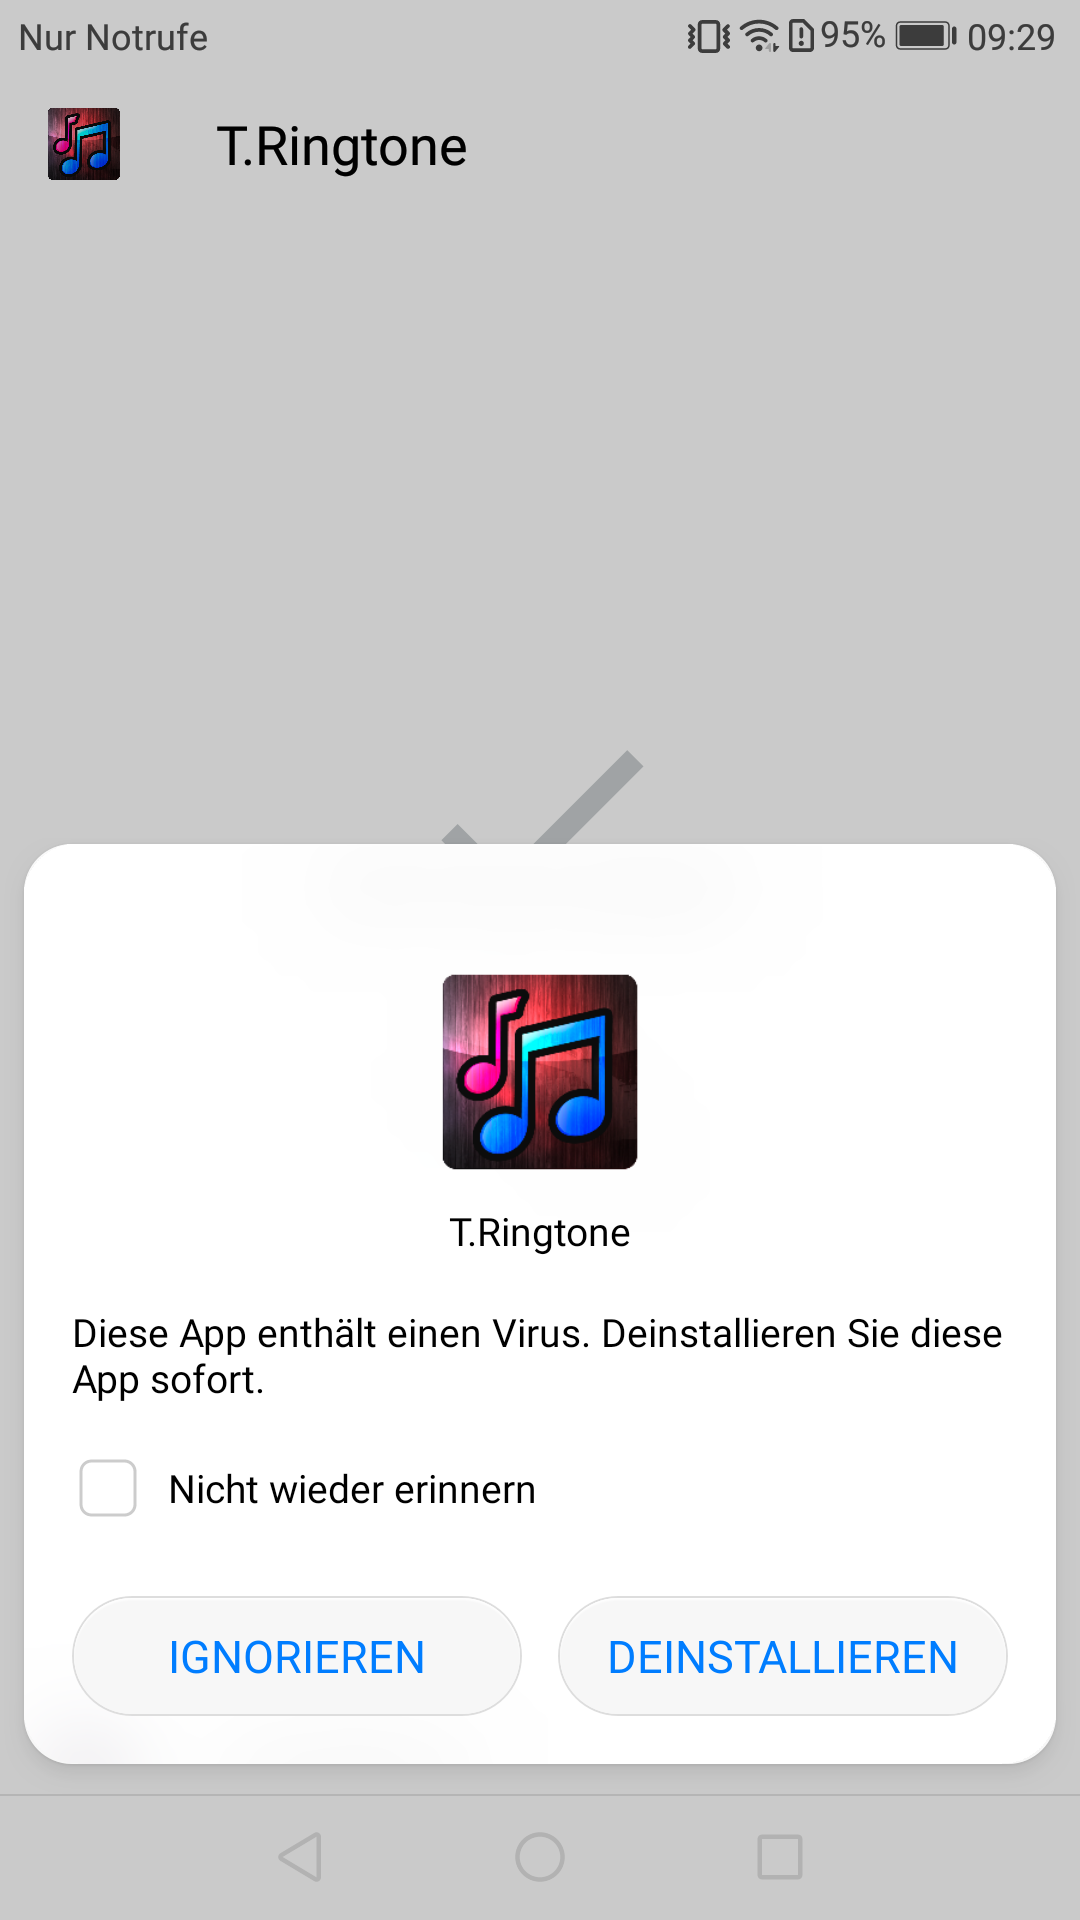 Nur Notrufe 95% 09:29
T.Ringtone
T.Ringtone
Diese App enthält einen Virus. Deinstallieren Sie diese
App sofort.
Nicht wieder erinnern
IGNORIEREN DEINSTALLIEREN